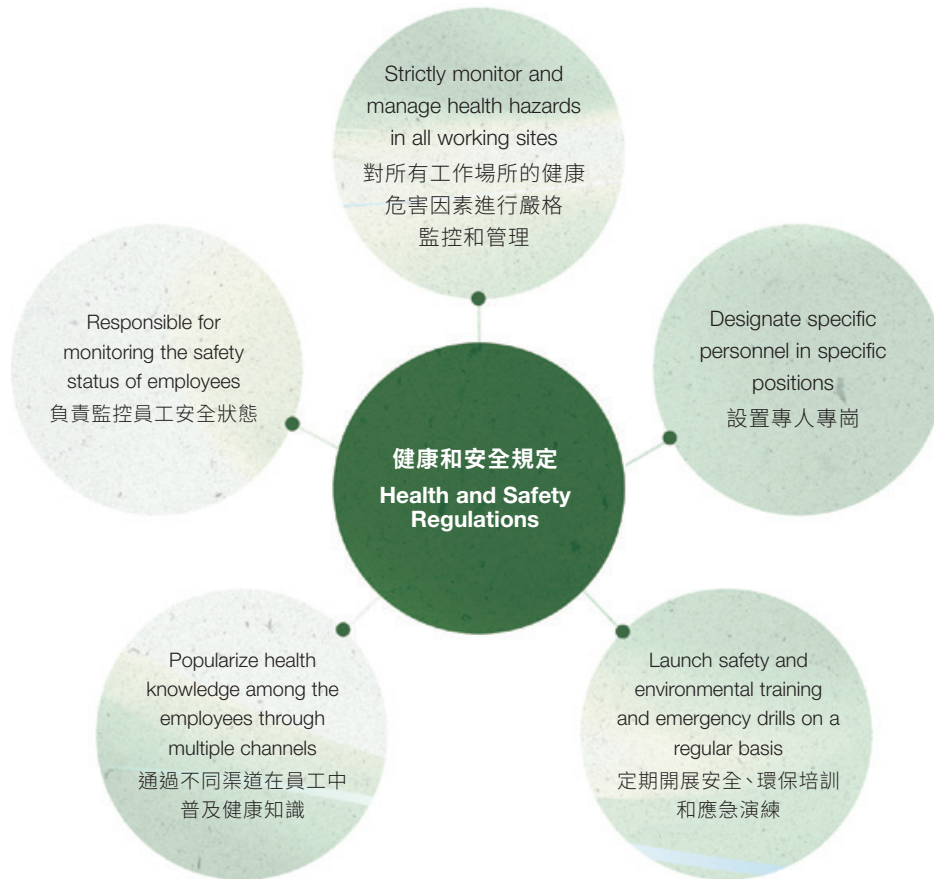 Strictly monitor and
manage health hazards
in all working sites
對所有工作場所的健康
危害因素進行嚴格
監控和管理
Responsible for
monitoring the safety
status of employees
負責監控員工安全狀態
Designate specific
personnel in specific
positions
設置專人專崗
健康和安全規定
Health and Safety
Regulations
Popularize health
knowledge among the
employees through
multiple channels
通過不同渠道在員工中
普及健康知識
Launch safety and
environmental training
and emergency drills on a
regular basis
定期開展安全、環保培訓
和應急演練